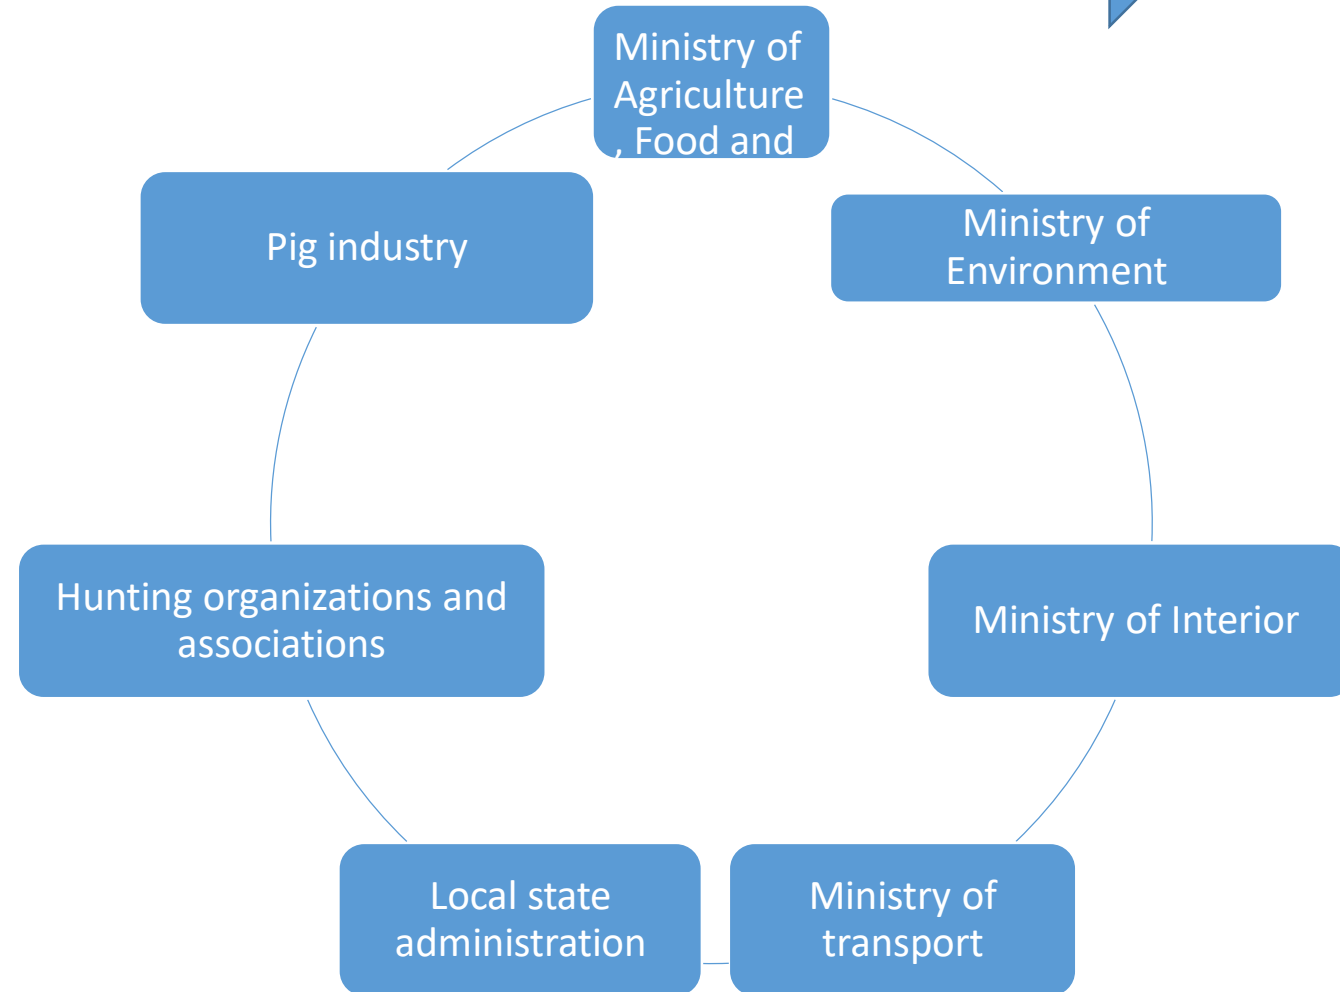 Ministry of
Agriculture
, Food and
Ministry of
Environment
Ministry of Interior
Ministry of
transport
Local state
administration
Hunting organizations and
associations
Pig industry